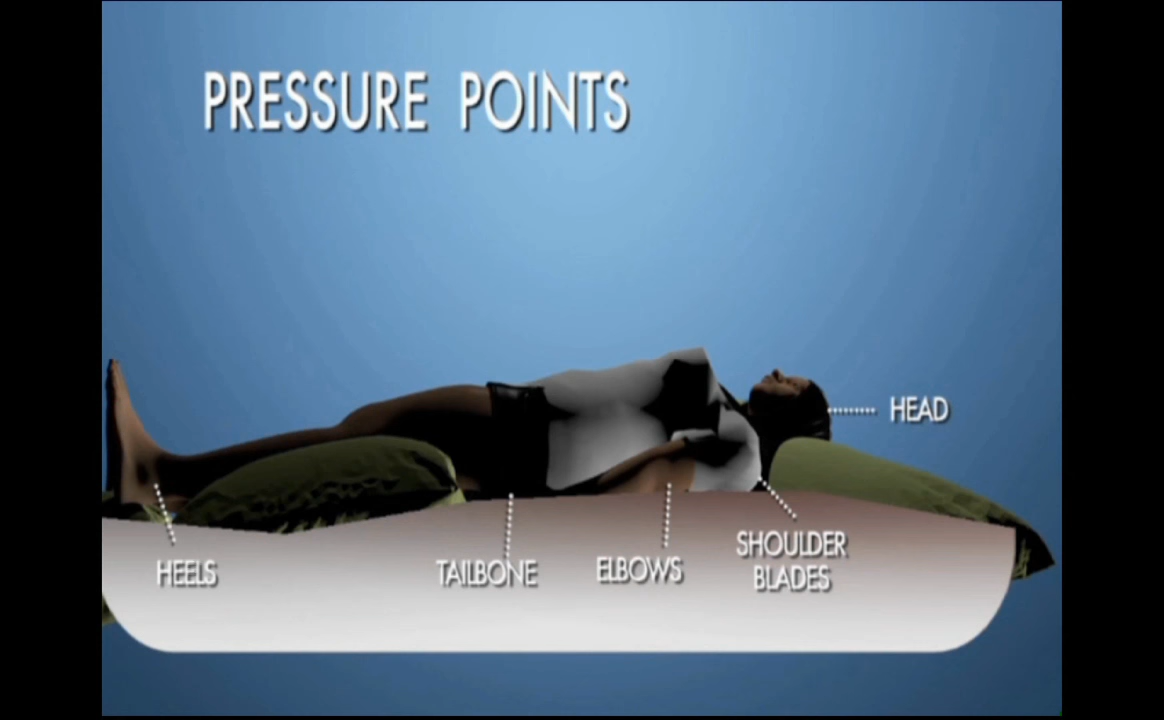 PRESSURE POINTS
HEAD
SHOULDER
BLADES
ELBOWS
TAILBONE
HEELS